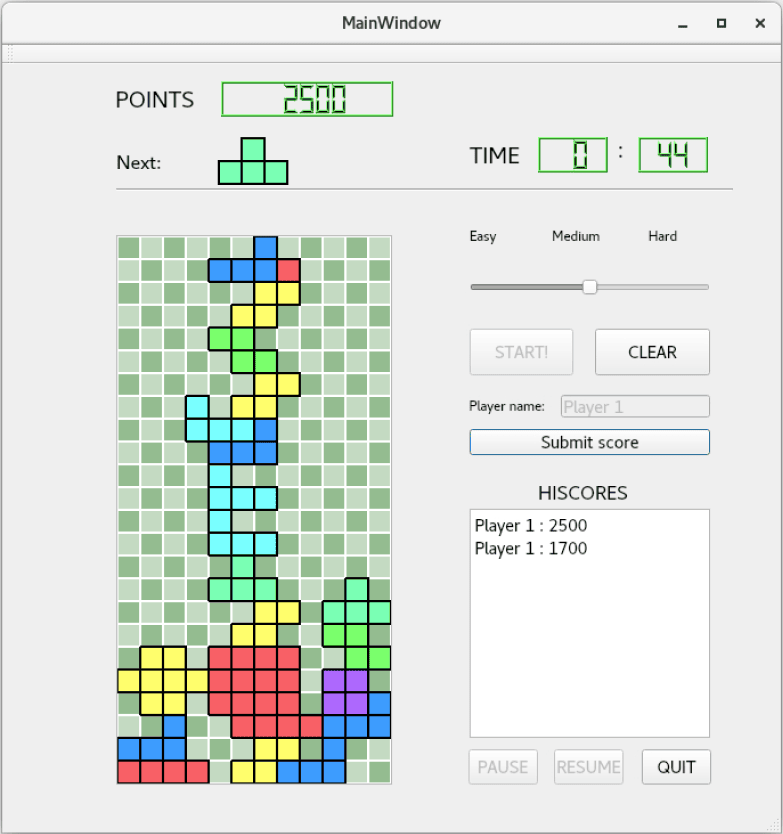 MainWindow
POINTS 2500
Next:
TIME 0 : 44
Easy Medium Hard
START! CLEAR
Player name: Player 1
Submit score
HISCORES
Player 1 : 2500
Player 1 : 1700
PAUSE RESUME QUIT